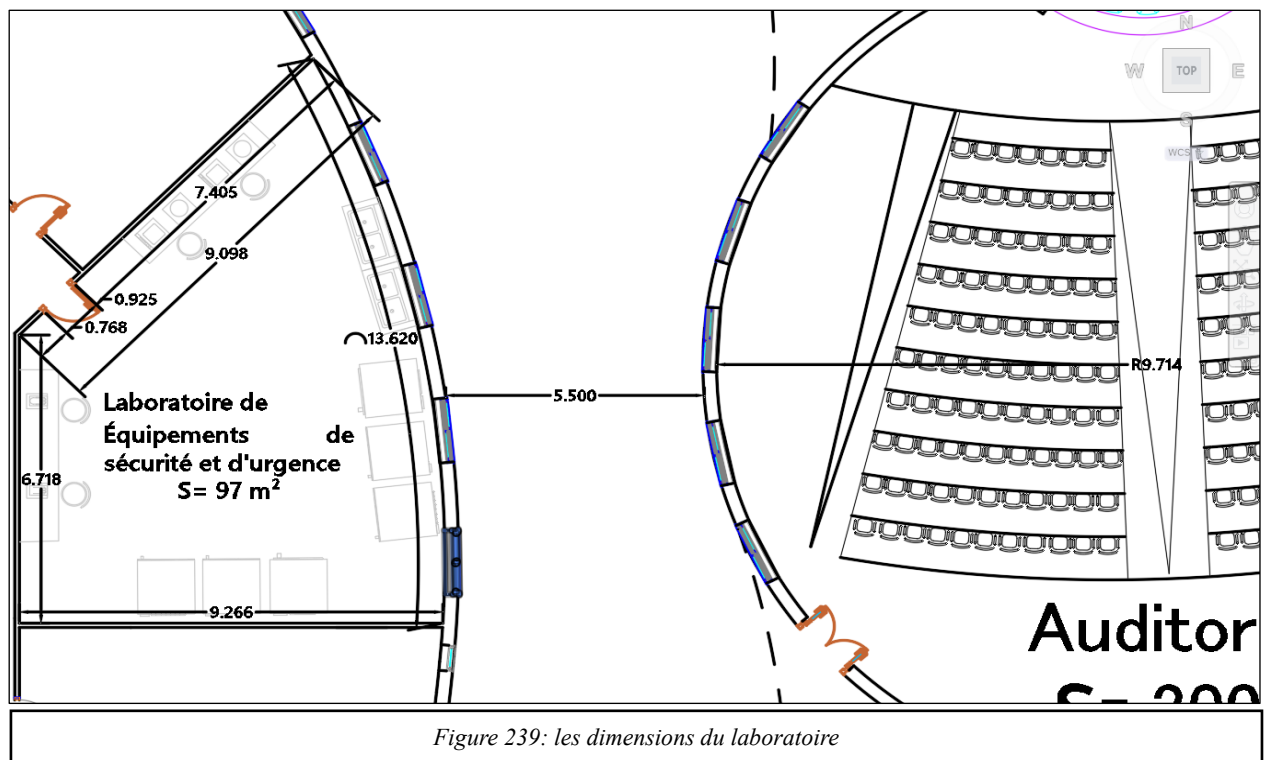 N
W TOP E
S
WCS
7.405
9.098
0.925
0.768
13.620
R9.714
5.500
Laboratoire de
Équipements de
sécurité et d'urgence
S= 97 m²
6.718
9.266
Auditor
S= 200
Figure 239: les dimensions du laboratoire